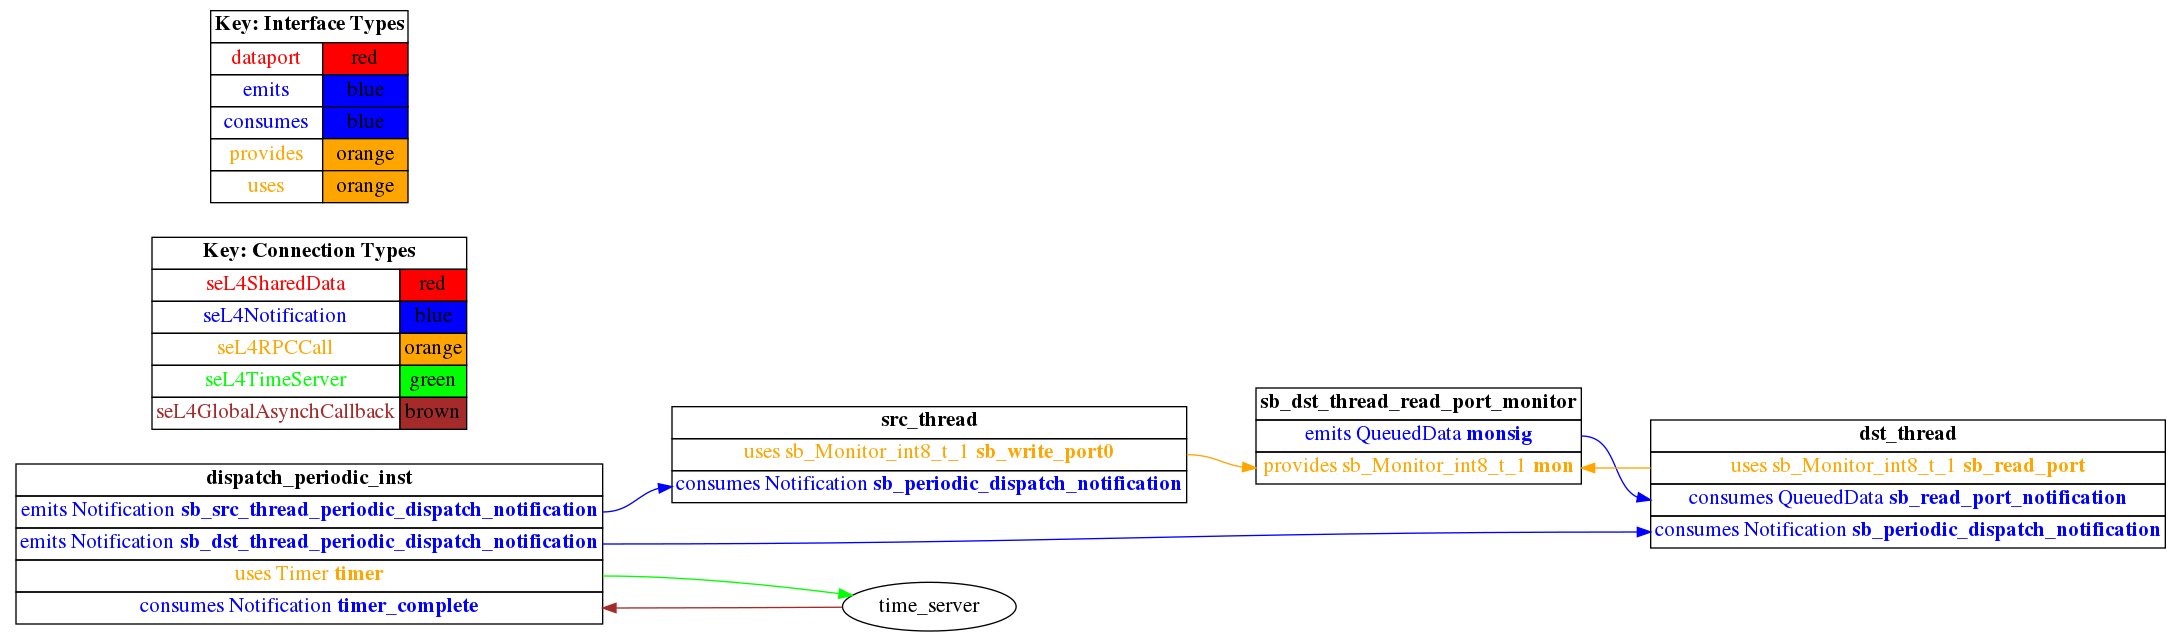 Key: Interface Types
dataport red
emits blue
consumes blue
provides orange
uses orange
Key: Connection Types
seL4SharedData red
seL4Notification blue
seL4RPCCall orange
seL4TimeServer green
seL4GlobalAsynchCallback brown
dispatch_periodic_inst
emits Notification sb_src_thread_periodic_dispatch_notification
emits Notification sb_dst_thread_periodic_dispatch_notification
uses Timer timer
consumes Notification timer_complete
src_thread
uses sb_Monitor_int8_t_1 sb_write_port0
consumes Notification sb_periodic_dispatch_notification
time_server
sb_dst_thread_read_port_monitor
emits QueuedData monsig
provides sb_Monitor_int8_t_1 mon
dst_thread
uses sb_Monitor_int8_t_1 sb_read_port
consumes QueuedData sb_read_port_notification
consumes Notification sb_periodic_dispatch_notification